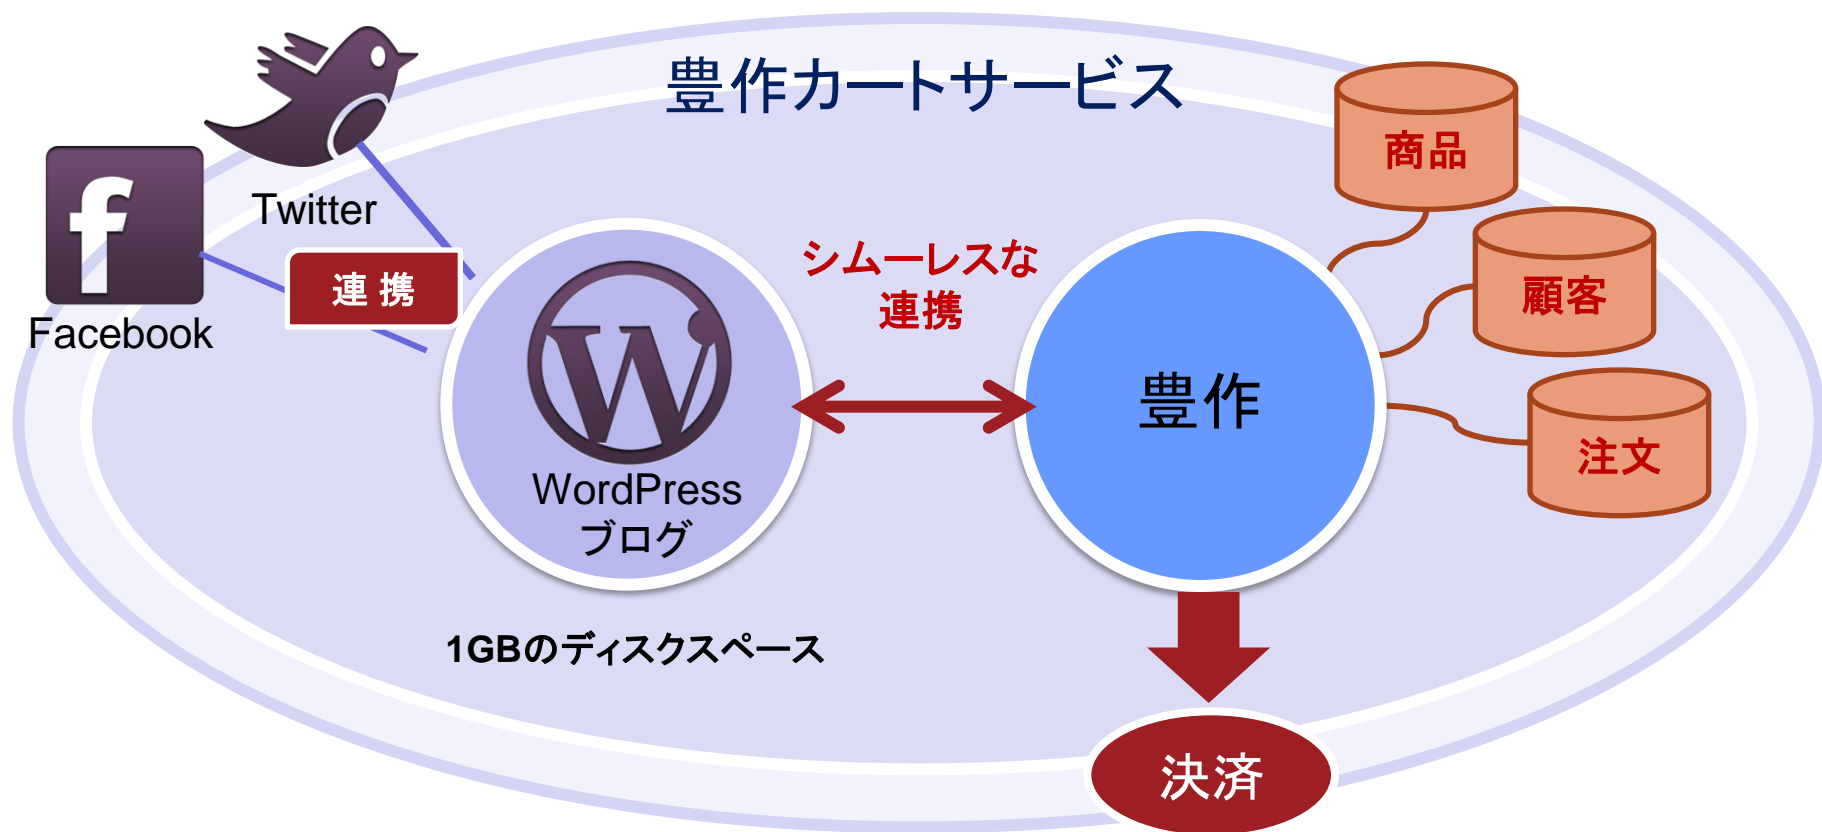 豊作カートサービス
Twitter
Facebook
連 携
シムーレスな
連携
商品
顧客
注文
豊作
WordPress
ブログ
1GBのディスクスペース
決済